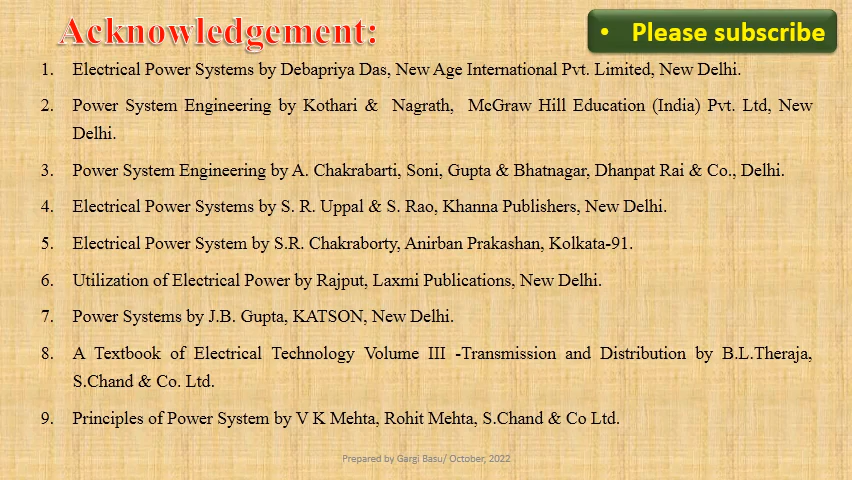 Acknowledgement:
• Please subscribe
1. Electrical Power Systems by Debapriya Das, New Age International Pvt. Limited, New Delhi.
2. Power System Engineering by Kothari & Nagrath, McGraw Hill Education (India) Pvt. Ltd, New
Delhi.
3. Power System Engineering by A. Chakrabarti, Soni, Gupta & Bhatnagar, Dhanpat Rai & Co., Delhi.
4. Electrical Power Systems by S. R. Uppal & S. Rao, Khanna Publishers, New Delhi.
5. Electrical Power System by S.R. Chakraborty, Anirban Prakashan, Kolkata-91.
6. Utilization of Electrical Power by Rajput, Laxmi Publications, New Delhi.
7. Power Systems by J.B. Gupta, KATSON, New Delhi.
8. A Textbook of Electrical Technology Volume III -Transmission and Distribution by B.L.Theraja,
S.Chand & Co. Ltd.
9. Principles of Power System by V K Mehta, Rohit Mehta, S.Chand & Co Ltd.
Prepared by Gargi Basu/ October, 2022